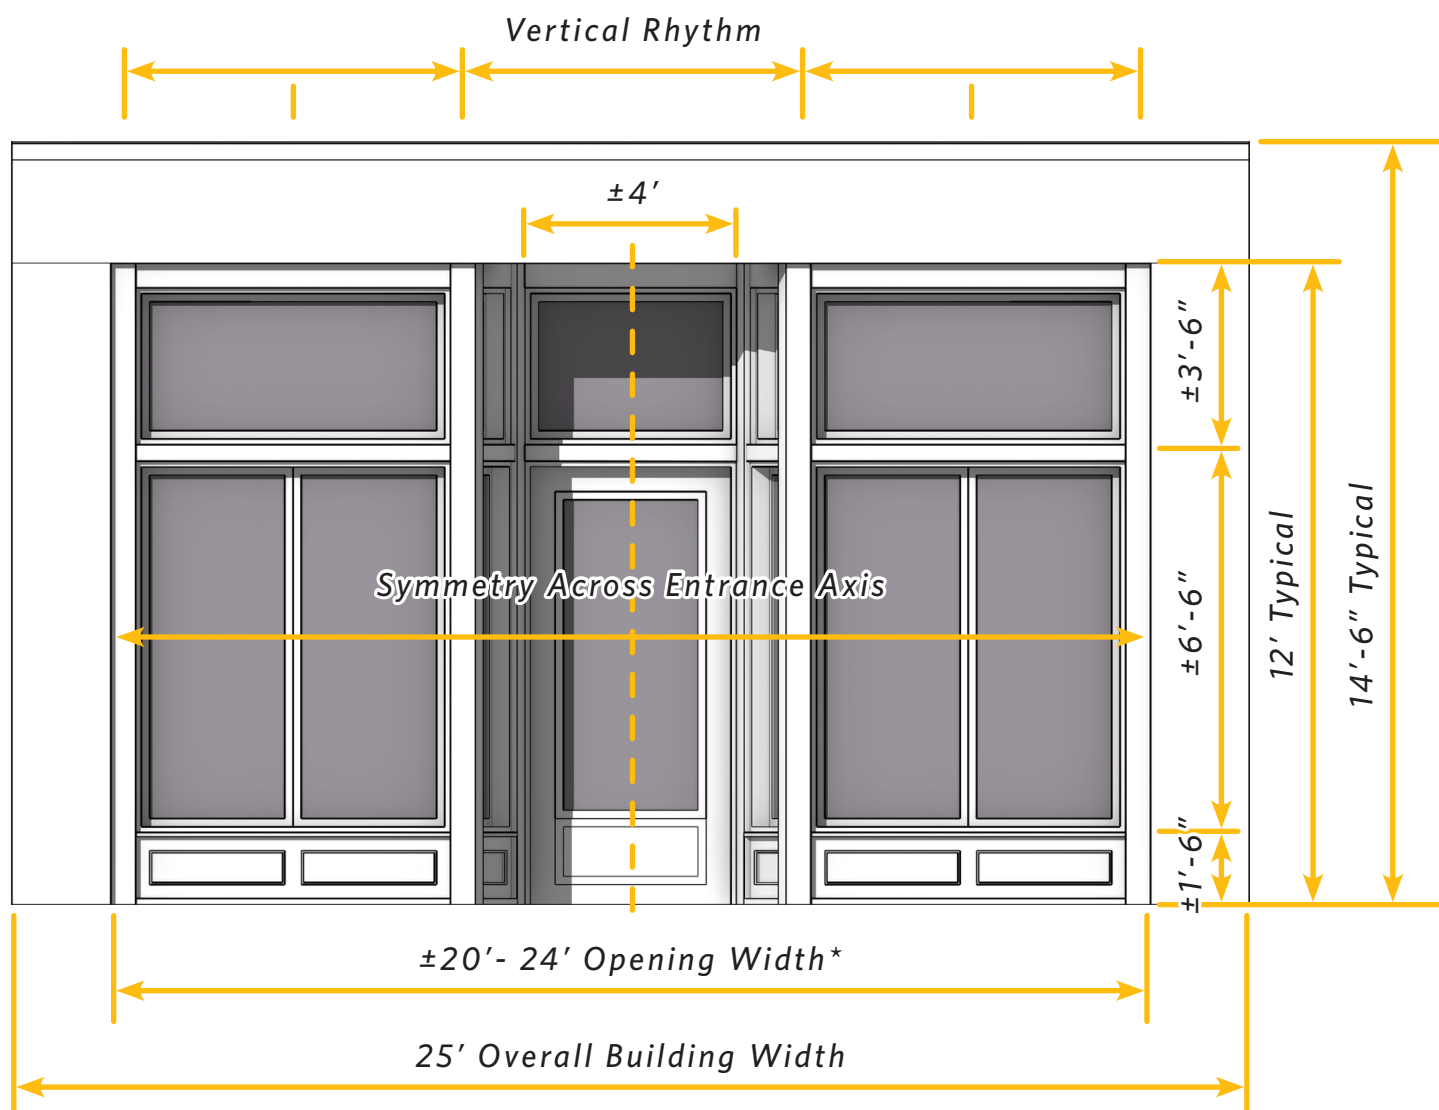 Vertical Rhythm
±4′
±3′-6″
Symmetry Across Entrance Axis
±6′-6″
12′ Typical
14′-6″ Typical
±1′-6″
±20′- 24′ Opening Width*
25′ Overall Building Width